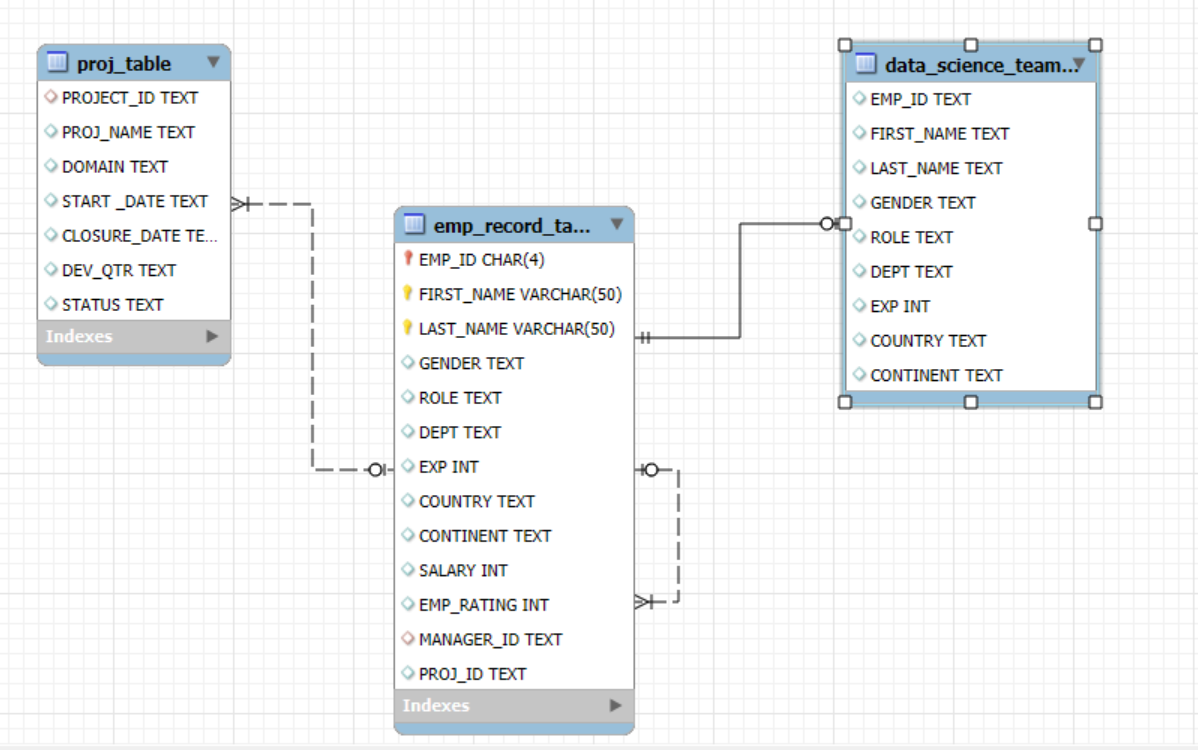 proj_table
PROJECT_ID TEXT
PROJ_NAME TEXT
DOMAIN TEXT
START _DATE TEXT
CLOSURE_DATE TE...
DEV_QTR TEXT
STATUS TEXT
Indexes
emp_record_ta...
EMP_ID CHAR(4)
FIRST_NAME VARCHAR(50)
LAST_NAME VARCHAR(50)
GENDER TEXT
ROLE TEXT
DEPT TEXT
EXP INT
COUNTRY TEXT
CONTINENT TEXT
SALARY INT
EMP_RATING INT
MANAGER_ID TEXT
PROJ_ID TEXT
Indexes
data_science_team...
EMP_ID TEXT
FIRST_NAME TEXT
LAST_NAME TEXT
GENDER TEXT
ROLE TEXT
DEPT TEXT
EXP INT
COUNTRY TEXT
CONTINENT TEXT